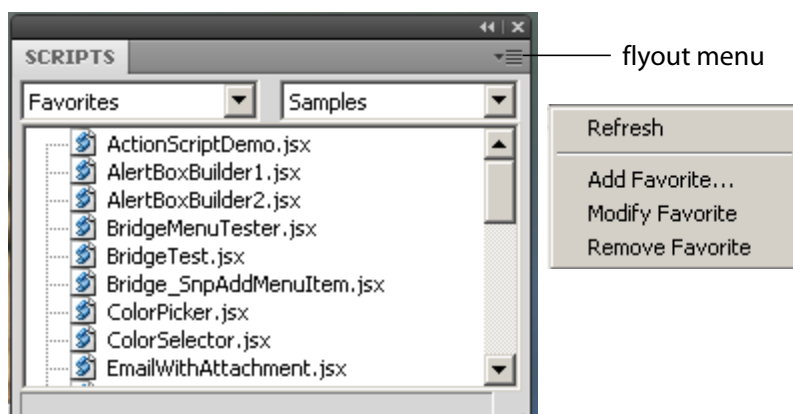 SCRIPTS
flyout menu
Favorites
Samples
ActionScriptDemo.jsx
AlertBoxBuilder1.jsx
AlertBoxBuilder2.jsx
BridgeMenuTester.jsx
BridgeTest.jsx
Bridge_SnpAddMenuItem.jsx
ColorPicker.jsx
ColorSelector.jsx
EmailWithAttachment.jsx
Refresh
Add Favorite...
Modify Favorite
Remove Favorite